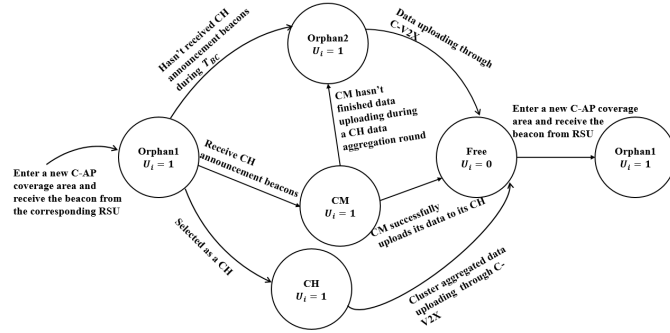 Hasn't received CH
announcement beacons
during T_BC
Orphan2
U_i = 1
Data uploading through
C-V2X
CM hasn't
finished data
uploading during
a CH data
aggregation round
Enter a new C-AP coverage
area and receive the
beacon from RSU
Orphan1
U_i = 1
Receive CH
announcement beacons
Free
U_i = 0
Orphan1
U_i = 1
Enter a new C-AP
coverage area and
receive the beacon from
the corresponding RSU
CM
U_i = 1
CM successfully
uploads its data to its CH
Selected as a CH
CH
U_i = 1
Cluster aggregated data
uploading through C-
V2X